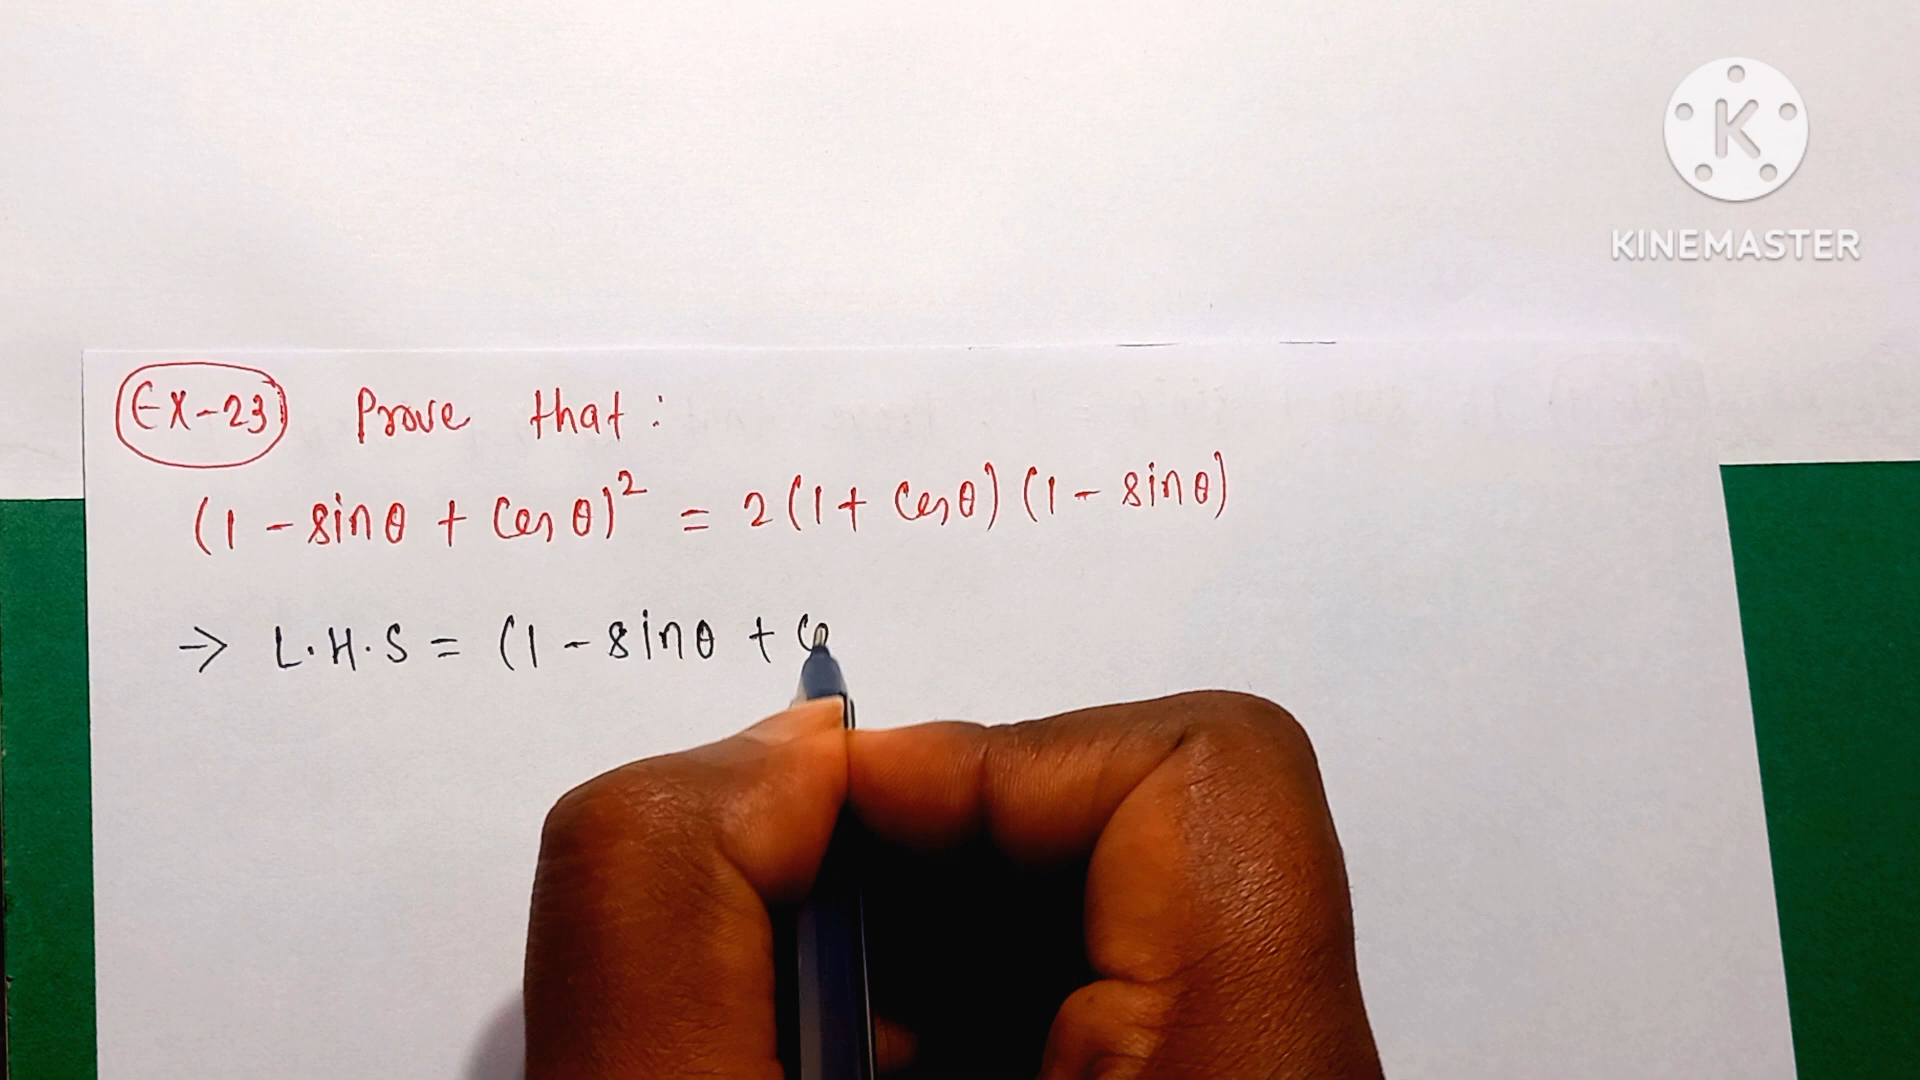 K
KINEMASTER
EX-23 Prove that:
(1 - sinθ + cosθ)² = 2(1 + cosθ)(1 - sinθ)
→ L.H.S = (1 - sinθ + c